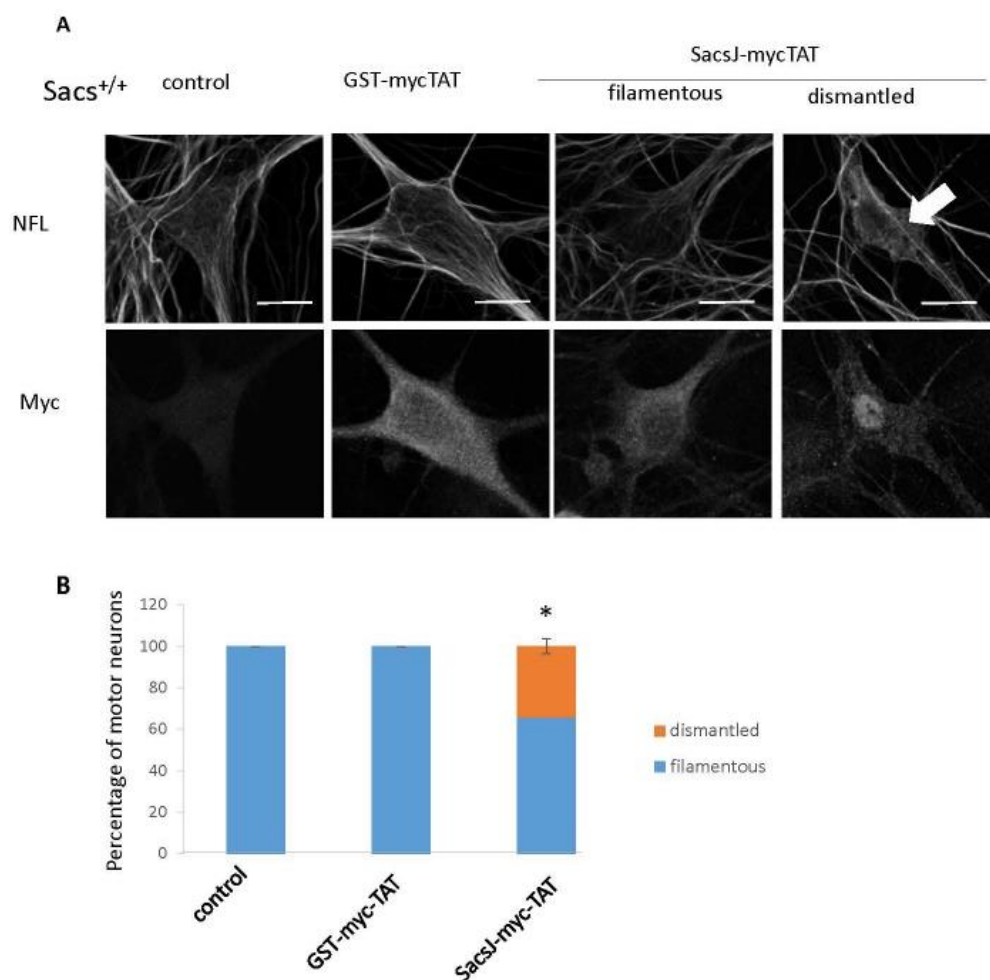 A
SacsJ-mycTAT
Sacs+/+ control GST-mycTAT filamentous dismantled
NFL
Myc
B
Percentage of motor neurons
120
100
80
60
40
20
0
*
dismantled
filamentous
control
GST-myc-TAT
SacsJ-myc-TAT